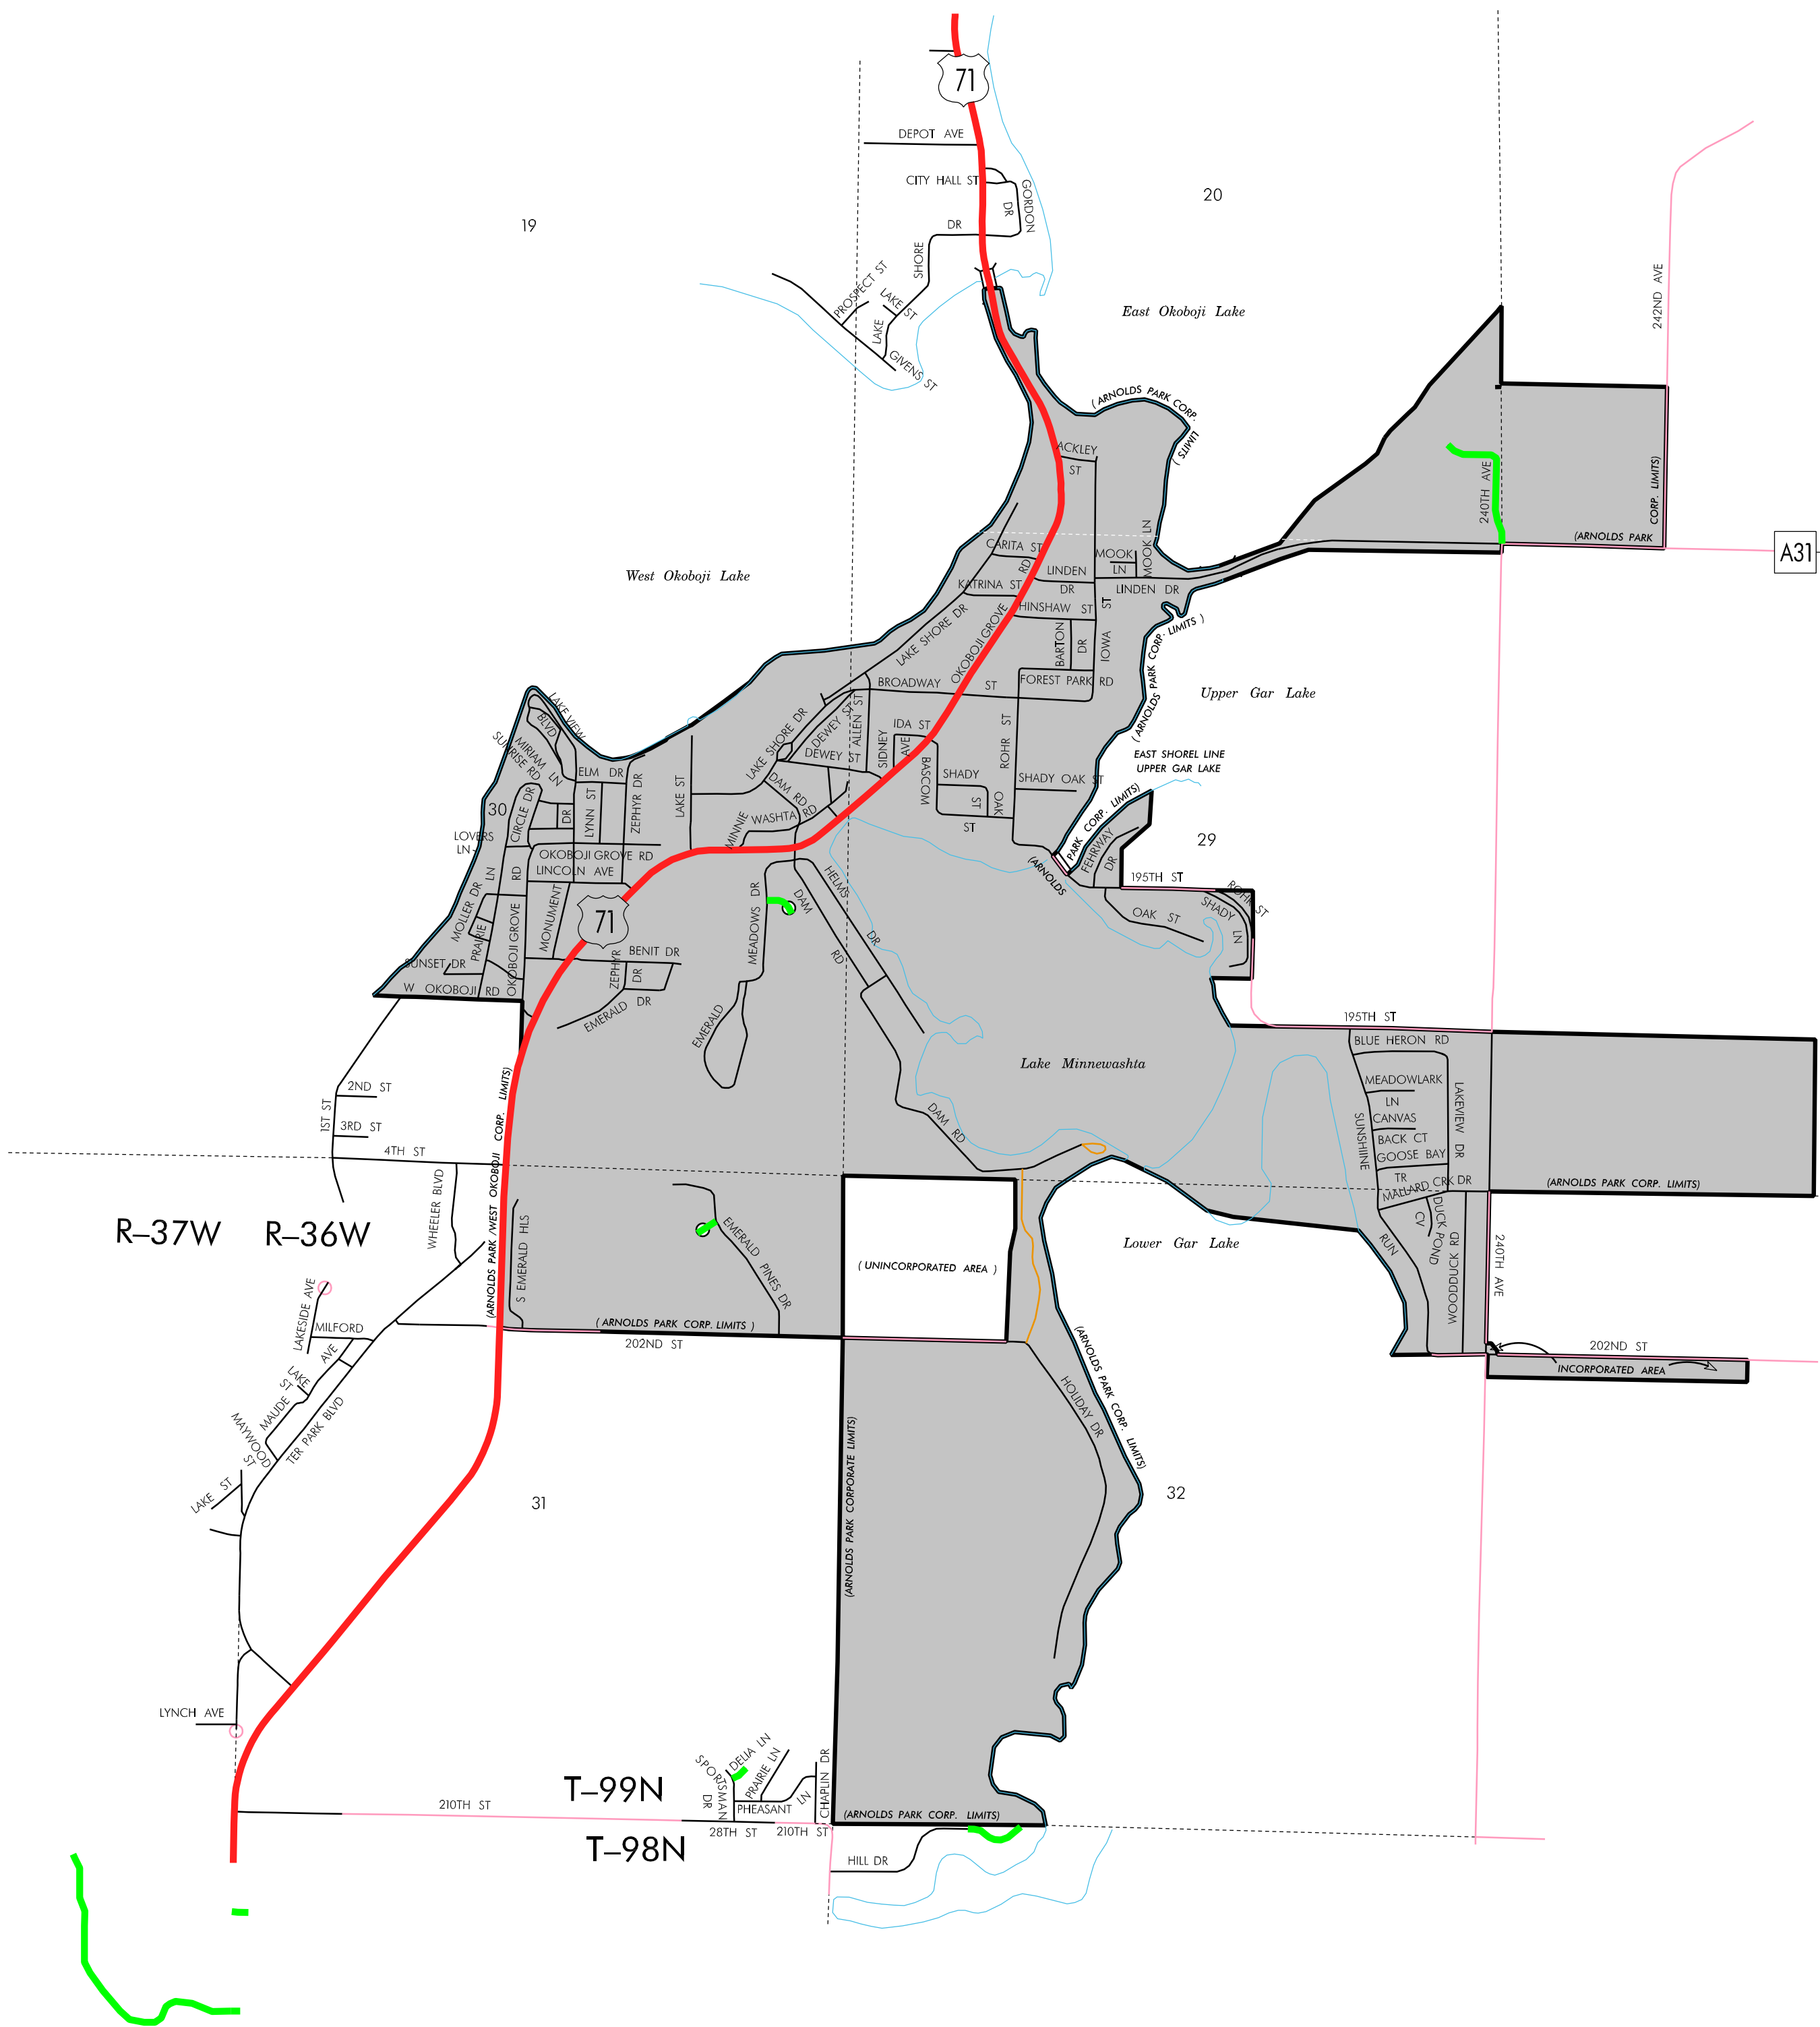 71
DEPOT AVE
CITY HALL ST
GORDON
DR
20
19
SHORE DR
PROSPECT ST
LAKE ST
LAKE
GIVENS ST
242ND AVE
East Okoboji Lake
( ARNOLDS PARK CORP.
LIMITS )
ACKLEY
ST
240TH AVE
CORP. LIMITS)
(ARNOLDS PARK
A31
West Okoboji Lake
CARITA ST
RD
MOOK
LN
MOOK LN
LINDEN
DR
LINDEN DR
KATRINA ST
HINSHAW ST
ST
LAKE SHORE DR
OKOBOJI GROVE
BARTON
DR
IOWA
(ARNOLDS PARK CORP. LIMITS )
BROADWAY ST
FOREST PARK RD
Upper Gar Lake
LAKE VIEW
BLVD
MIRIAM LN
SUNRISE RD
LAKE SHORE DR
DEWEY ST
ALLEN ST
IDA ST
SIDNEY
AVE
ROHR ST
DEWEY ST
EAST SHOREL LINE
UPPER GAR LAKE
ELM DR
ZEPHYR DR
LAKE ST
DAM RD
BASCOM
SHADY
SHADY OAK ST
ST
OAK
ST
30
CIRCLE DR
DR
LYNN ST
MINNIE WASHTA RD
LOVERS
LN
PARK CORP. LIMITS)
FEHRWAY
DR
29
(ARNOLDS
OKOBOJI GROVE RD
LINCOLN AVE
195TH ST
MOLLER DR
LN
PRAIRIE
RD
OKOBOJI GROVE
MONUMENT
71
MEADOWS DR
DAM
RD
HELMS
DR
OAK ST
SHADY
LN
ROHR ST
SUNSET DR
ZEPHYR
DR
BENIT DR
W OKOBOJI RD
EMERALD DR
EMERALD
195TH ST
BLUE HERON RD
Lake Minnewashta
MEADOWLARK
LN
CANVAS
BACK CT
GOOSE BAY
TR
MALLARD CRK DR
LAKEVIEW DR
SUNSHINE
RUN
1ST ST
2ND ST
3RD ST
4TH ST
DAM RD
(ARNOLDS PARK CORP. LIMITS)
R–37W
R–36W
WHEELER BLVD
(ARNOLDS PARK /WEST OKOBOJI CORP. LIMITS)
S EMERALD HLS
EMERALD PINES DR
( UNINCORPORATED AREA )
Lower Gar Lake
CV
DUCK POND
WOODDUCK DR
240TH AVE
LAKESIDE AVE
MILFORD
AVE
( ARNOLDS PARK CORP. LIMITS )
202ND ST
202ND ST
INCORPORATED AREA
LAKE
ST
MAUDE
MAYWOOD
ST
TER PARK BLVD
LAKE ST
HOLIDAY DR
(ARNOLDS PARK CORP. LIMITS)
(ARNOLDS PARK CORPORATE LIMITS)
31
32
LYNCH AVE
T–99N
210TH ST
SPORTSMAN
DR
DELIA LN
PRAIRIE LN
PHEASANT LN
CHAPLIN DR
28TH ST
210TH ST
(ARNOLDS PARK CORP. LIMITS)
T–98N
HILL DR